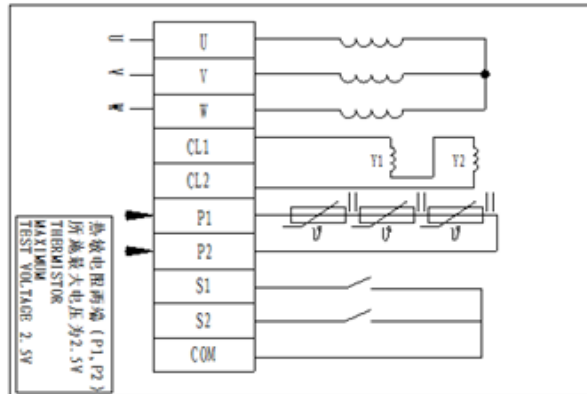 U U
V V
W W
CL1
Y1 Y2
CL2
P1
P2
S1
S2
COM
热敏电阻两端(P1,P2)
所施最大电压为2.5V
THERMISTOR
MAXIMUM
TEST VOLTAGE 2.5V